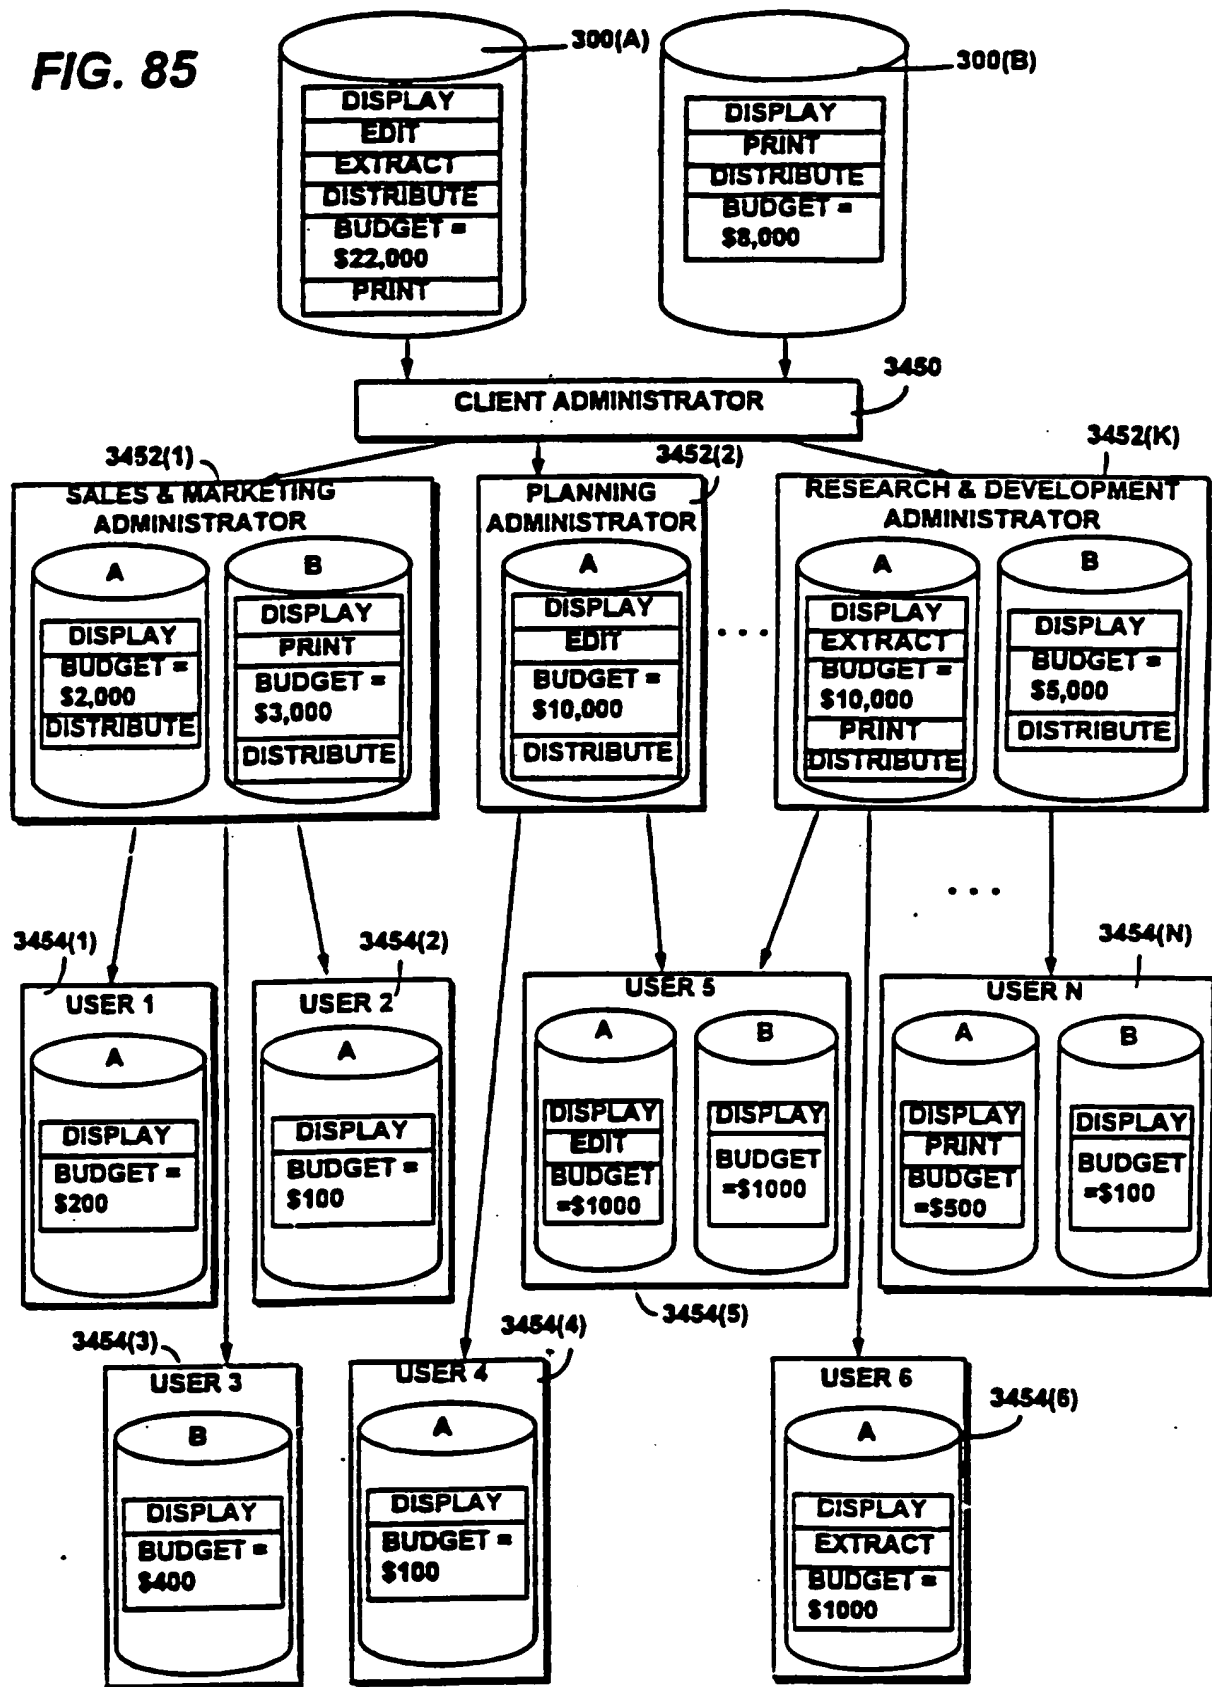 FIG. 85
300(A)
DISPLAY
EDIT
EXTRACT
DISTRIBUTE
BUDGET =
$22,000
PRINT
300(B)
DISPLAY
PRINT
DISTRIBUTE
BUDGET =
$8,000
3450
CLIENT ADMINISTRATOR
3452(1)
SALES & MARKETING
ADMINISTRATOR
A
DISPLAY
BUDGET =
$2,000
DISTRIBUTE
B
DISPLAY
PRINT
BUDGET =
$3,000
DISTRIBUTE
3452(2)
PLANNING
ADMINISTRATOR
A
DISPLAY
EDIT
BUDGET =
$10,000
DISTRIBUTE
. . .
3452(K)
RESEARCH & DEVELOPMENT
ADMINISTRATOR
A
DISPLAY
EXTRACT
BUDGET =
$10,000
PRINT
DISTRIBUTE
B
DISPLAY
BUDGET =
$5,000
DISTRIBUTE
. . .
3454(1)
USER 1
A
DISPLAY
BUDGET =
$200
3454(2)
USER 2
A
DISPLAY
BUDGET =
$100
USER 5
A
DISPLAY
EDIT
BUDGET
=$1000
B
DISPLAY
BUDGET
=$1000
3454(5)
3454(N)
USER N
A
DISPLAY
PRINT
BUDGET
=$500
B
DISPLAY
BUDGET
=$100
3454(3)
USER 3
B
DISPLAY
BUDGET =
$400
3454(4)
USER 4
A
DISPLAY
BUDGET =
$100
USER 6
3454(6)
A
DISPLAY
EXTRACT
BUDGET =
$1000